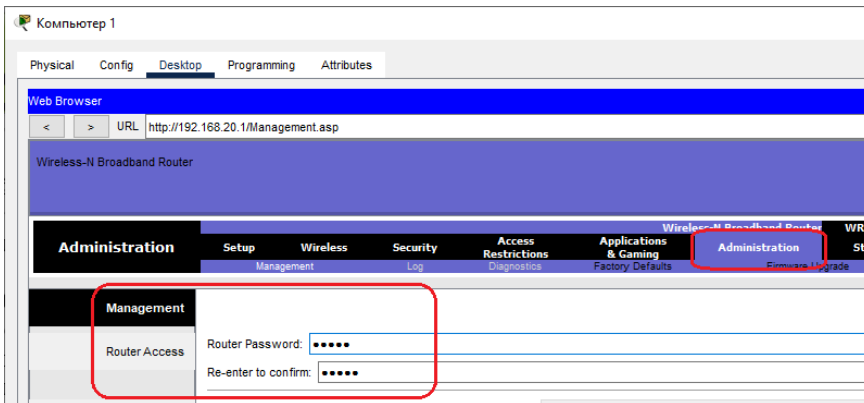 Компьютер 1
Physical Config Desktop Programming Attributes
Web Browser
< > URL http://192.168.20.1/Management.asp
Wireless-N Broadband Router
Wireless-N Broadband Router WR
Administration Setup Wireless Security Access Restrictions Applications & Gaming Administration St
Management Log Diagnostics Factory Defaults Firmware Upgrade
Management
Router Access Router Password: •••••
Re-enter to confirm: •••••